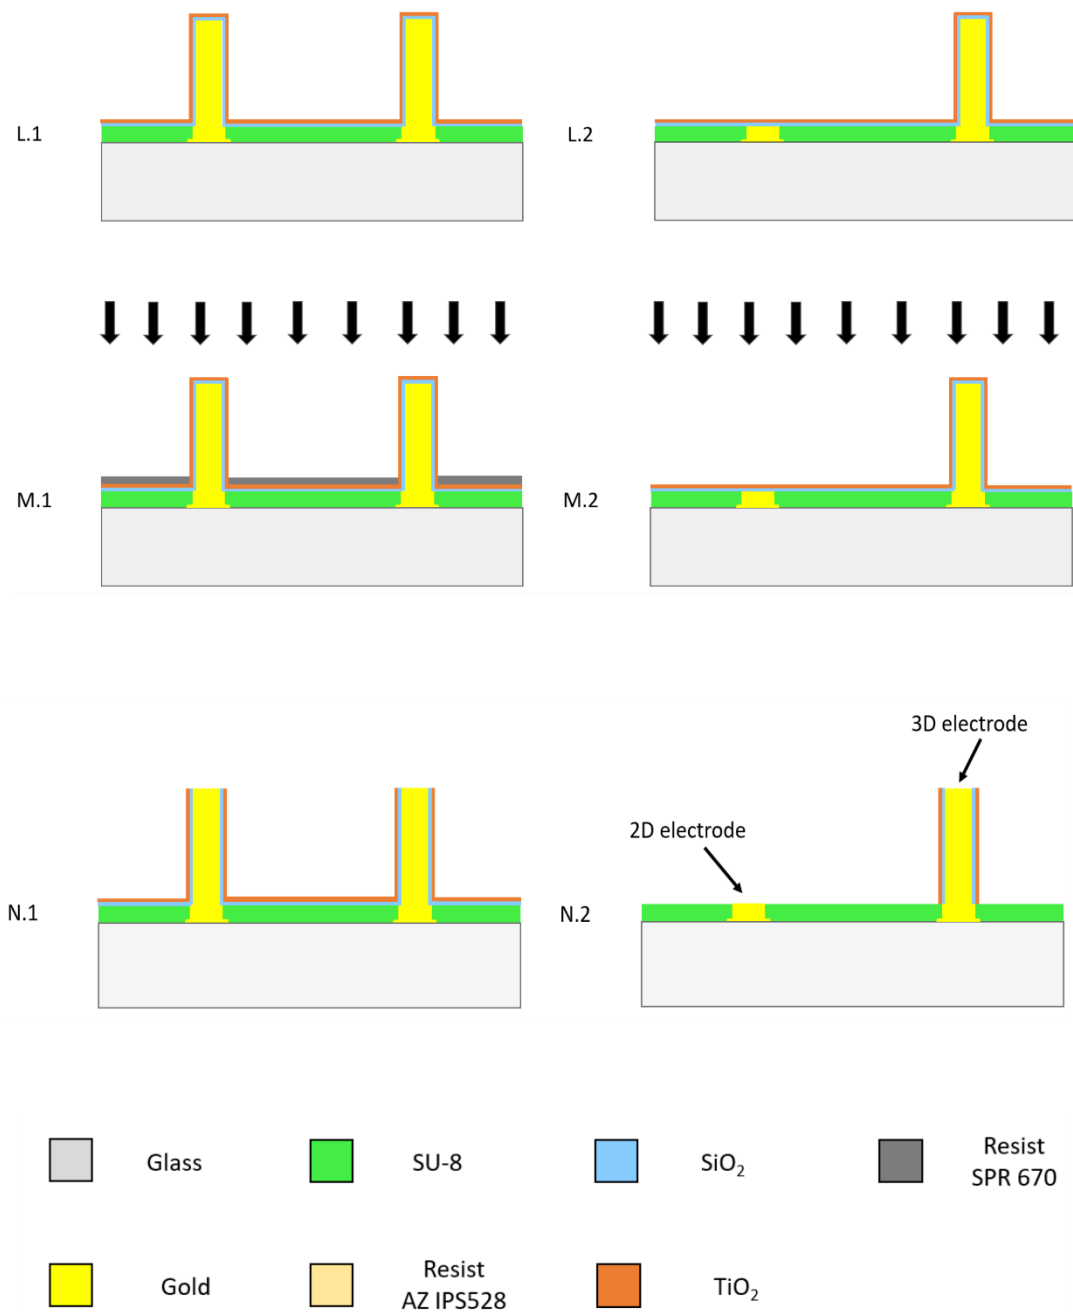 L.1
L.2
M.1
M.2
3D electrode
2D electrode
N.1
N.2
Glass
SU-8
SiO₂
Resist
SPR 670
Gold
Resist
AZ IPS528
TiO₂